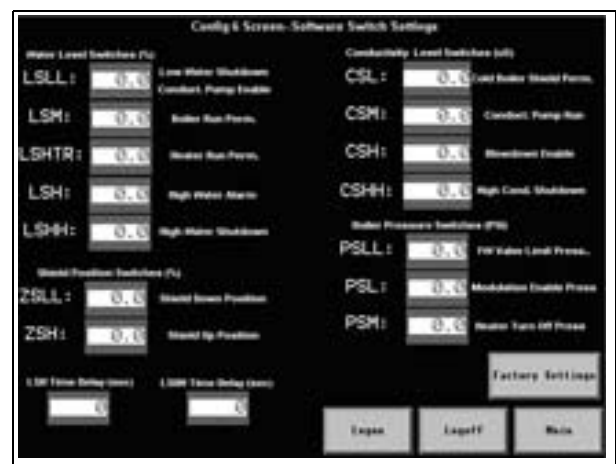 Config 6 Screen- Software Switch Settings
Water Level Switches (%)
LSLL: 0.0 Low Water Shutdown
Conduct. Pump Enable
LSM: 0.0 Boiler Run Perm.
LSHTR: 0.0 Heater Run Perm.
LSH: 0.0 High Water Alarm
LSHH: 0.0 High Water Shutdown
Shield Position Switches (%)
ZSLL: 0.0 Shield Down Position
ZSH: 0.0 Shield Up Position
LSH Time Delay (sec)
0
Time Delay (sec)
0
Conductivity Level Switches (uS)
CSL: 0.0 Cold Boiler Shield Perm.
CSM: 0.0 Conduct. Pump Run
CSH: 0.0 Blowdown Enable
CSHH: 0.0 High Cond. Shutdown
Boiler Pressure Switches (PSI)
PSLL: 0.0 FW Valve Limit Press.
PSL: 0.0 Modulation Enable Press
PSM: 0.0 Heater Turn Off Press
Factory Settings
Logon
Logoff
Main